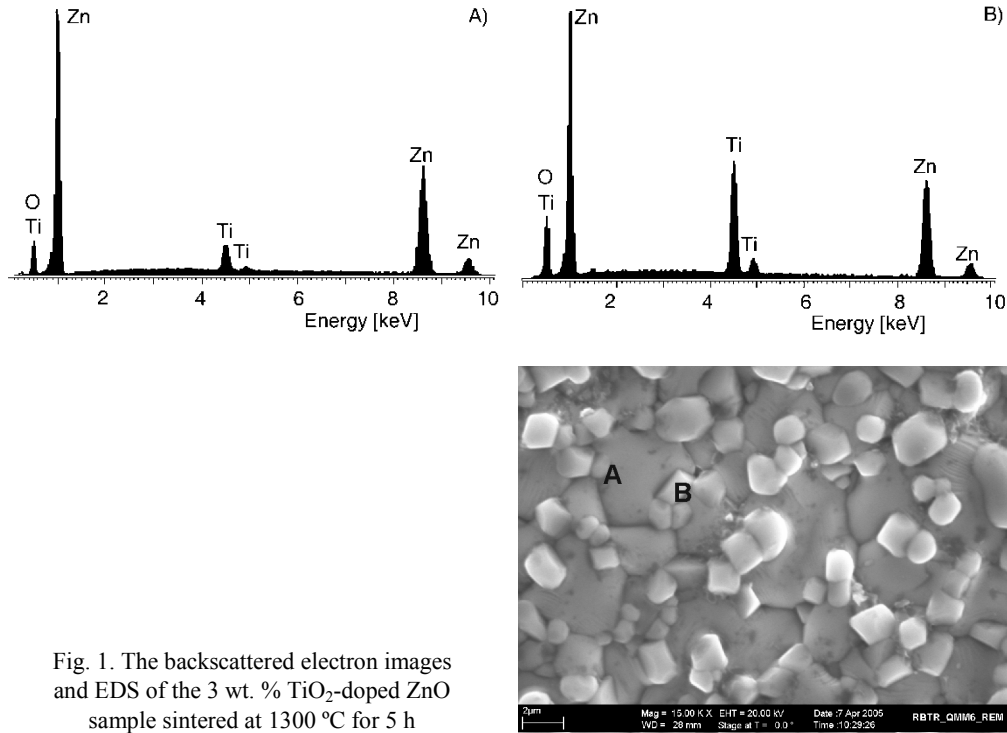 Zn
A)
O
Ti
Ti
Ti
Zn
Zn
2 4 6 8 10
Energy [keV]
B)
Zn
O
Ti
Ti
Ti
Zn
Zn
2 4 6 8 10
Energy [keV]
A
B
2µm
Mag = 15.00 K X EHT = 20.00 kV Date :7 Apr 2005
WD = 28 mm Stage at T = 0.0 ° Time :10:29:26
RBTR_QMM6_REM
Fig. 1. The backscattered electron images
and EDS of the 3 wt. % TiO₂-doped ZnO
sample sintered at 1300 ºC for 5 h